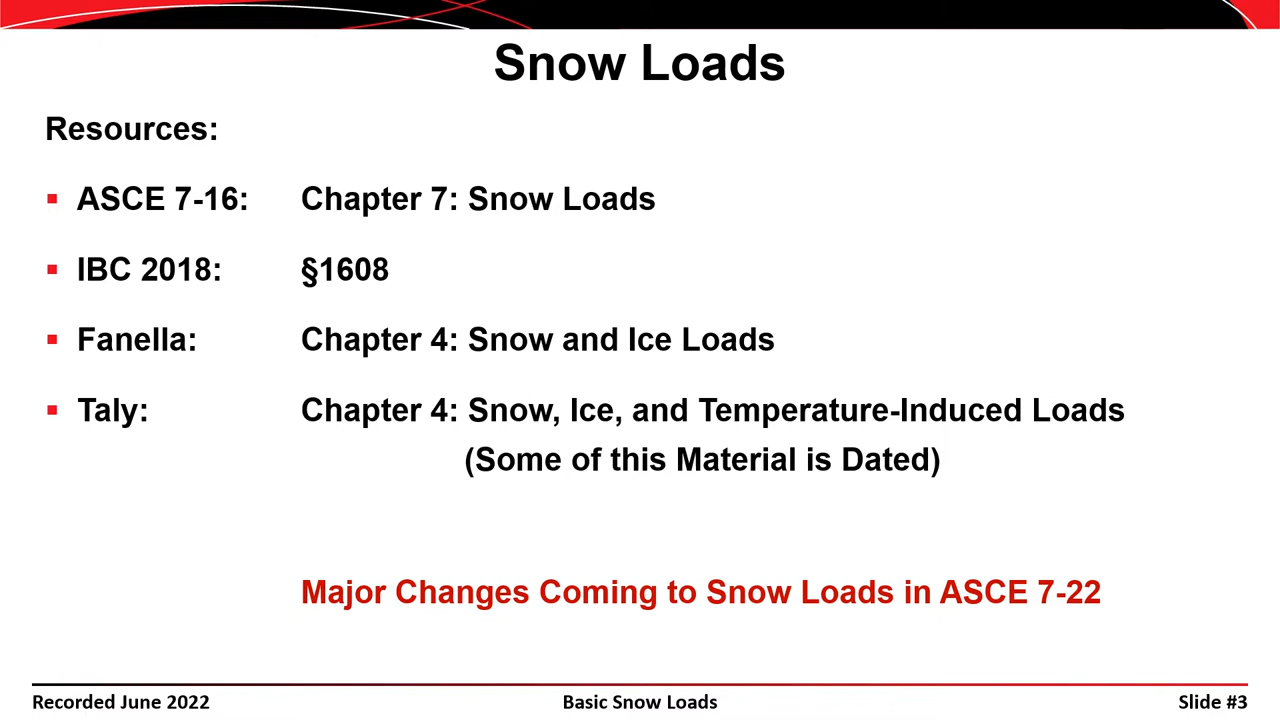 Snow Loads
Resources:
▪ ASCE 7-16: Chapter 7: Snow Loads
▪ IBC 2018: §1608
▪ Fanella: Chapter 4: Snow and Ice Loads
▪ Taly: Chapter 4: Snow, Ice, and Temperature-Induced Loads
(Some of this Material is Dated)
Major Changes Coming to Snow Loads in ASCE 7-22
Recorded June 2022 Basic Snow Loads Slide #3